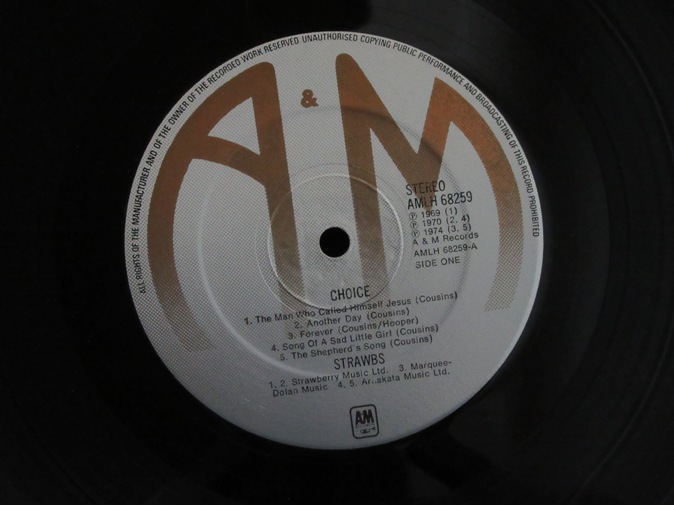 ALL RIGHTS OF THE MANUFACTURER AND OF THE OWNER OF THE RECORDED WORK RESERVED UNAUTHORISED COPYING PUBLIC PERFORMANCE AND BROADCASTING OF THIS RECORD PROHIBITED
A & M
STEREO
AMLH 68259
℗ 1969 (1)
℗ 1970 (2, 4)
℗ 1974 (3, 5)
A & M Records
AMLH 68259-A
SIDE ONE
CHOICE
1. The Man Who Called Himself Jesus (Cousins)
2. Another Day (Cousins)
3. Forever (Cousins/Hooper)
4. Song Of A Sad Little Girl (Cousins)
5. The Shepherd's Song (Cousins)
STRAWBS
1, 2. Strawberry Music Ltd. 3. Marquee-
Dolan Music 4, 5. Arnakata Music Ltd.
A&M